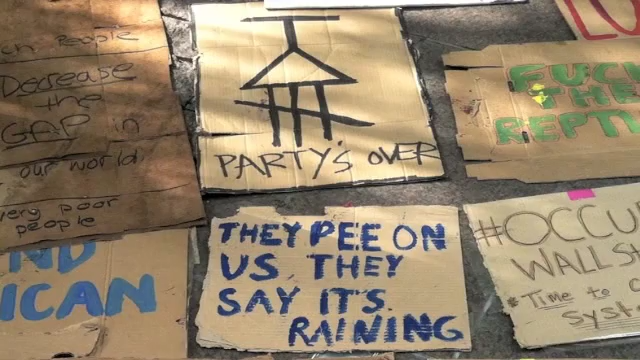 Decrease
the
GAP in
our world
very poor
people
PARTY'S OVER
FUCK
THE
THEY PEE ON
US THEY
SAY IT'S
RAINING
#OCCU
WALL S
Time to
Syst
ND
ICAN